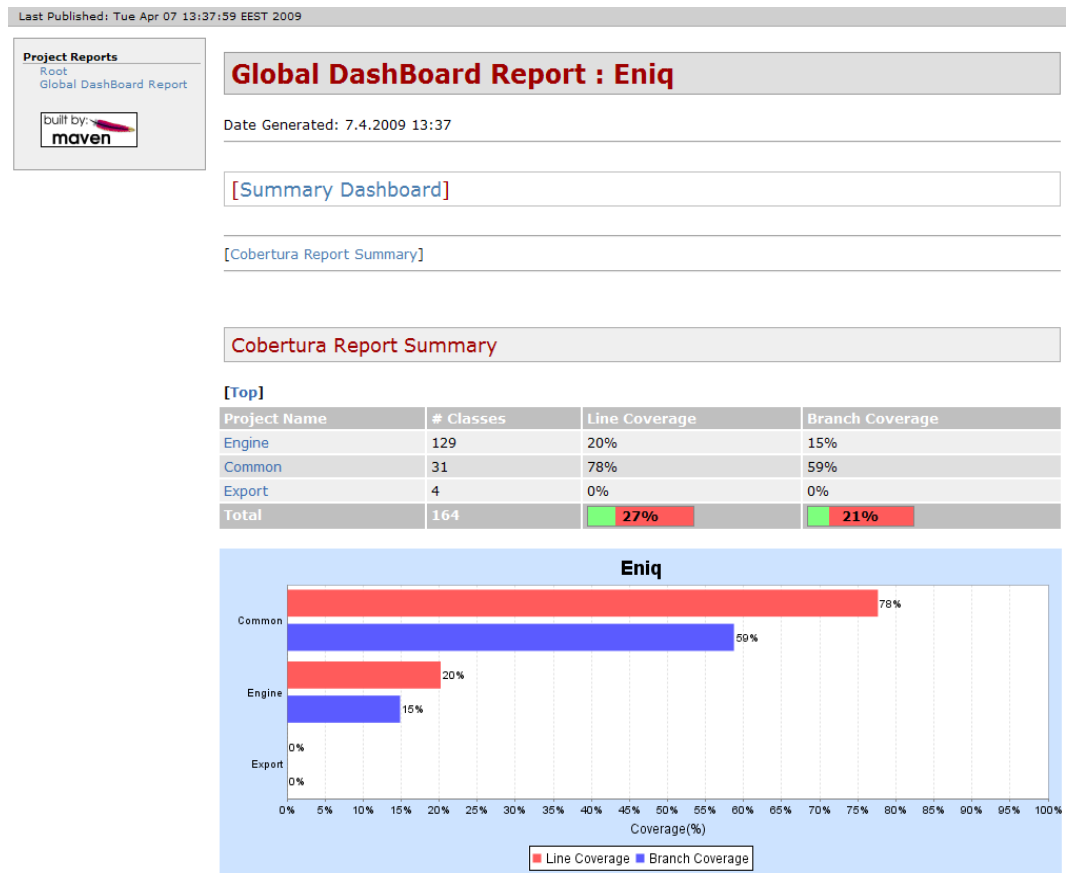 Last Published: Tue Apr 07 13:37:59 EEST 2009
Project Reports
Root
Global DashBoard Report
built by:
maven
Global DashBoard Report : Eniq
Date Generated: 7.4.2009 13:37
[Summary Dashboard]
[Cobertura Report Summary]
Cobertura Report Summary
[Top]
Project Name # Classes Line Coverage Branch Coverage
Engine 129 20% 15%
Common 31 78% 59%
Export 4 0% 0%
Total 164 27% 21%
Eniq
Common 78%
59%
Engine 20%
15%
Export 0%
0%
0% 5% 10% 15% 20% 25% 30% 35% 40% 45% 50% 55% 60% 65% 70% 75% 80% 85% 90% 95% 100%
Coverage(%)
Line Coverage Branch Coverage